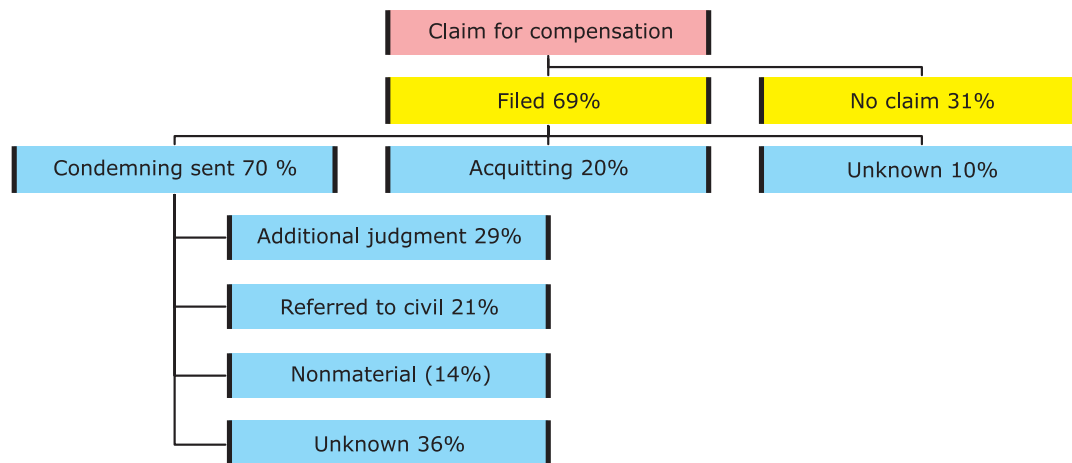 Claim for compensation
Filed 69%
No claim 31%
Condemning sent 70 %
Acquitting 20%
Unknown 10%
Additional judgment 29%
Referred to civil 21%
Nonmaterial (14%)
Unknown 36%